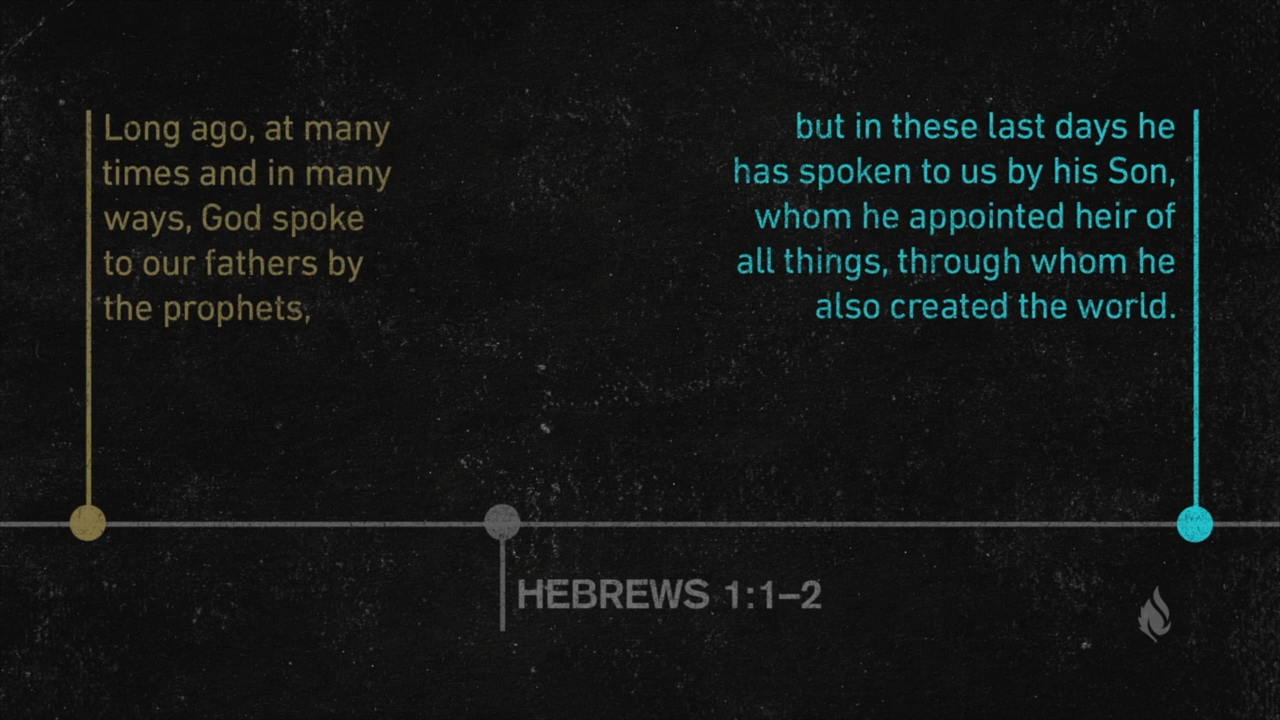 Long ago, at many
times and in many
ways, God spoke
to our fathers by
the prophets,
but in these last days he
has spoken to us by his Son,
whom he appointed heir of
all things, through whom he
also created the world.
HEBREWS 1:1–2